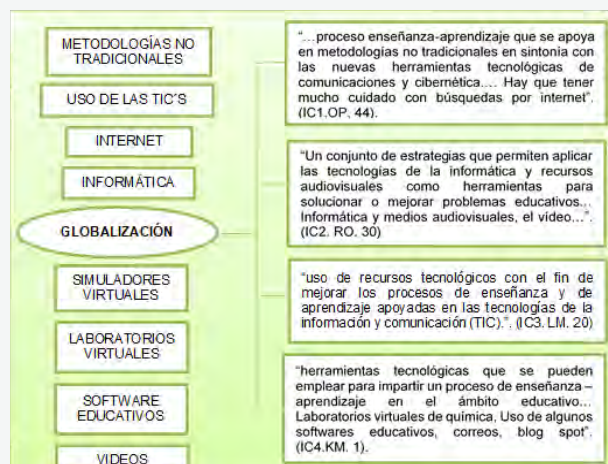 METODOLOGÍAS NO
TRADICIONALES
USO DE LAS TIC´S
INTERNET
INFORMÁTICA
GLOBALIZACIÓN
SIMULADORES
VIRTUALES
LABORATORIOS
VIRTUALES
SOFTWARE
EDUCATIVOS
VIDEOS
“…proceso enseñanza-aprendizaje que se apoya
en metodologías no tradicionales en sintonía con
las nuevas herramientas tecnológicas de
comunicaciones y cibernética…. Hay que tener
mucho cuidado con búsquedas por internet”.
(IC1.OP. 44).
“Un conjunto de estrategias que permiten aplicar
las tecnologías de la informática y recursos
audiovisuales como herramientas para
solucionar o mejorar problemas educativos…
Informática y medios audiovisuales, el vídeo…”.
(IC2. RO. 30)
“uso de recursos tecnológicos con el fin de
mejorar los procesos de enseñanza y de
aprendizaje apoyadas en las tecnologías de la
información y comunicación (TIC).”. (IC3. LM. 20)
“herramientas tecnológicas que se pueden
emplear para impartir un proceso de enseñanza –
aprendizaje en el ámbito educativo…
Laboratorios virtuales de química, Uso de algunos
softwares educativos, correos, blog spot”.
(IC4.KM. 1).